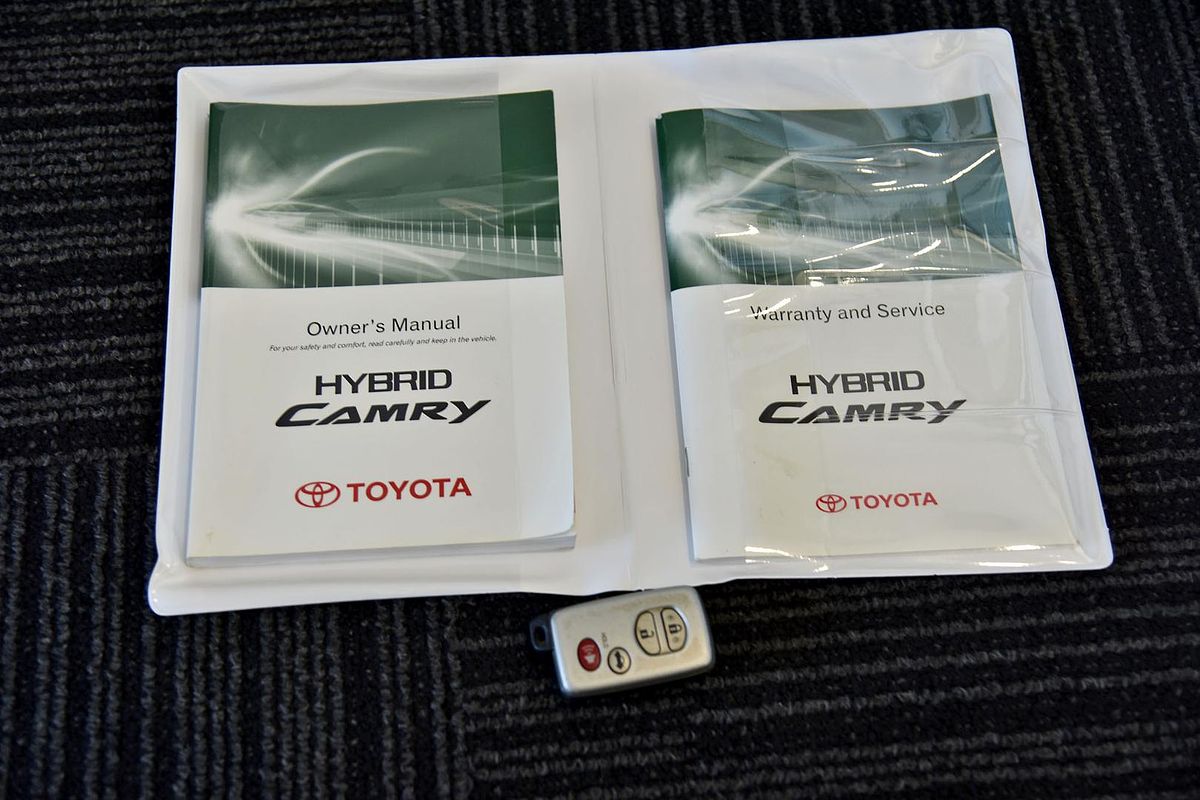 Owner's Manual
For your safety and comfort, read carefully and keep in the vehicle.
HYBRID
CAMRY
TOYOTA
Warranty and Service
HYBRID
CAMRY
TOYOTA
HOLD